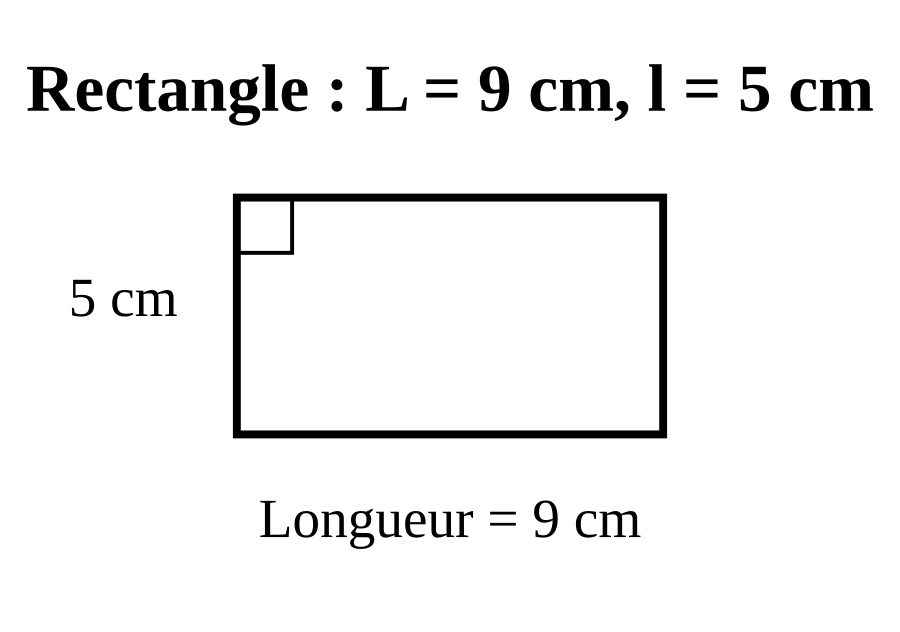 Rectangle : L = 9 cm, l = 5 cm
5 cm
Longueur = 9 cm